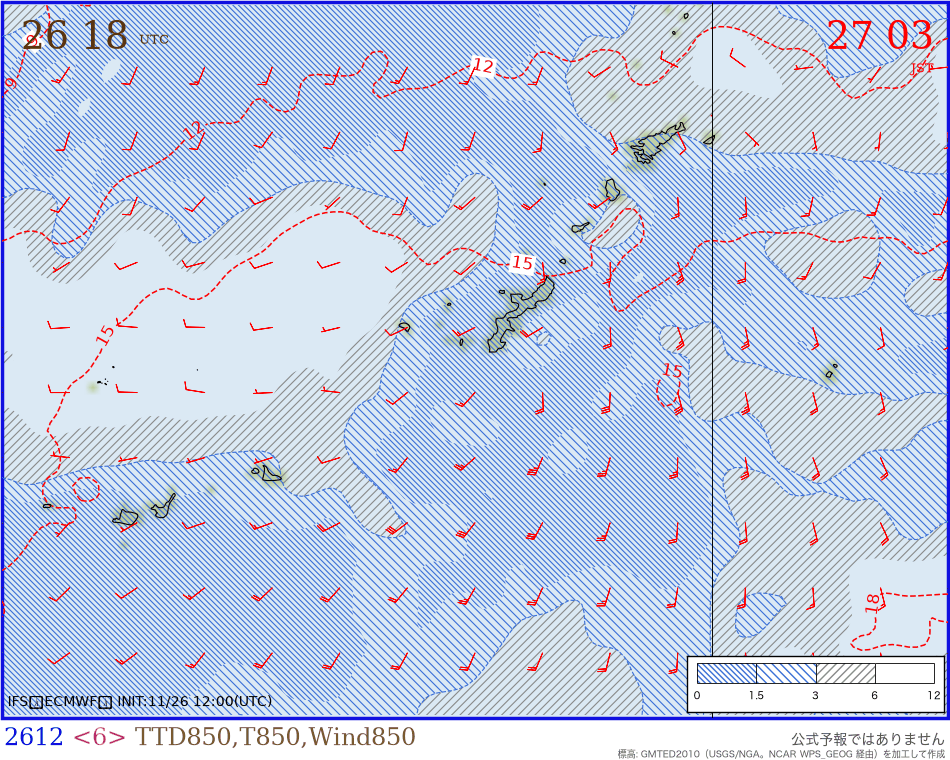 26 18 UTC
27 03
JST
9
9
12
12
15
15
15
18
IFS ECMWF INIT:11/26 12:00(UTC)
0 1.5 3 6 12
2612 <6> TTD850,T850,Wind850
公式予報ではありません
標高: GMTED2010（USGS/NGA。NCAR WPS_GEOG 経由）を加工して作成